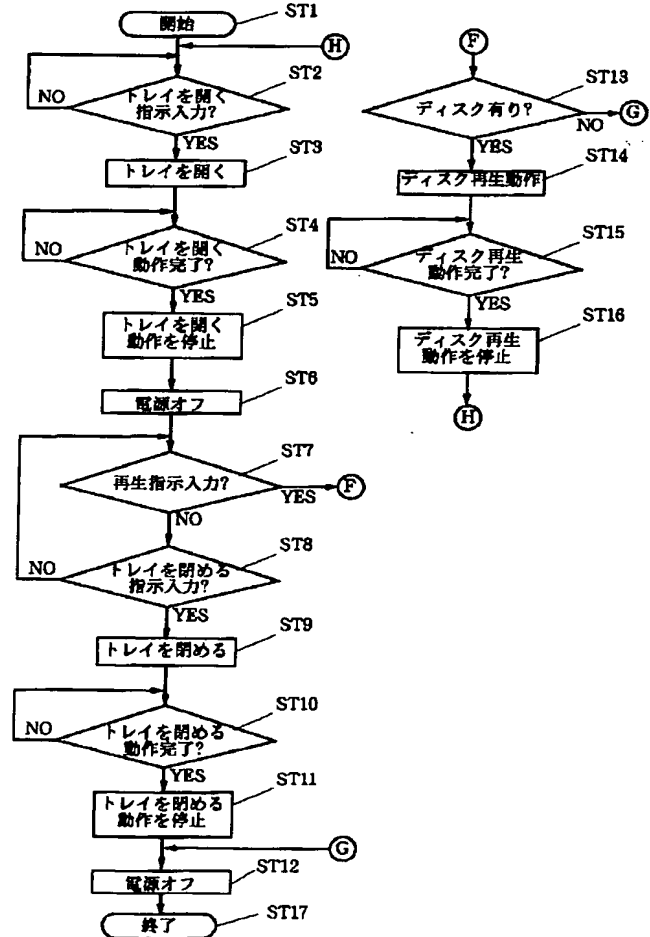 開始
ST1
H
ST2
NO
トレイを開く
指示入力?
YES
ST3
トレイを開く
ST4
NO
トレイを開く
動作完了?
YES
ST5
トレイを開く
動作を停止
ST6
電源オフ
ST7
再生指示入力?
YES
F
NO
ST8
NO
トレイを閉める
指示入力?
YES
ST9
トレイを閉める
ST10
NO
トレイを閉める
動作完了?
YES
ST11
トレイを閉める
動作を停止
G
ST12
電源オフ
ST17
終了
F
ST13
ディスク有り?
NO
G
YES
ST14
ディスク再生動作
ST15
NO
ディスク再生
動作完了?
YES
ST16
ディスク再生
動作を停止
H